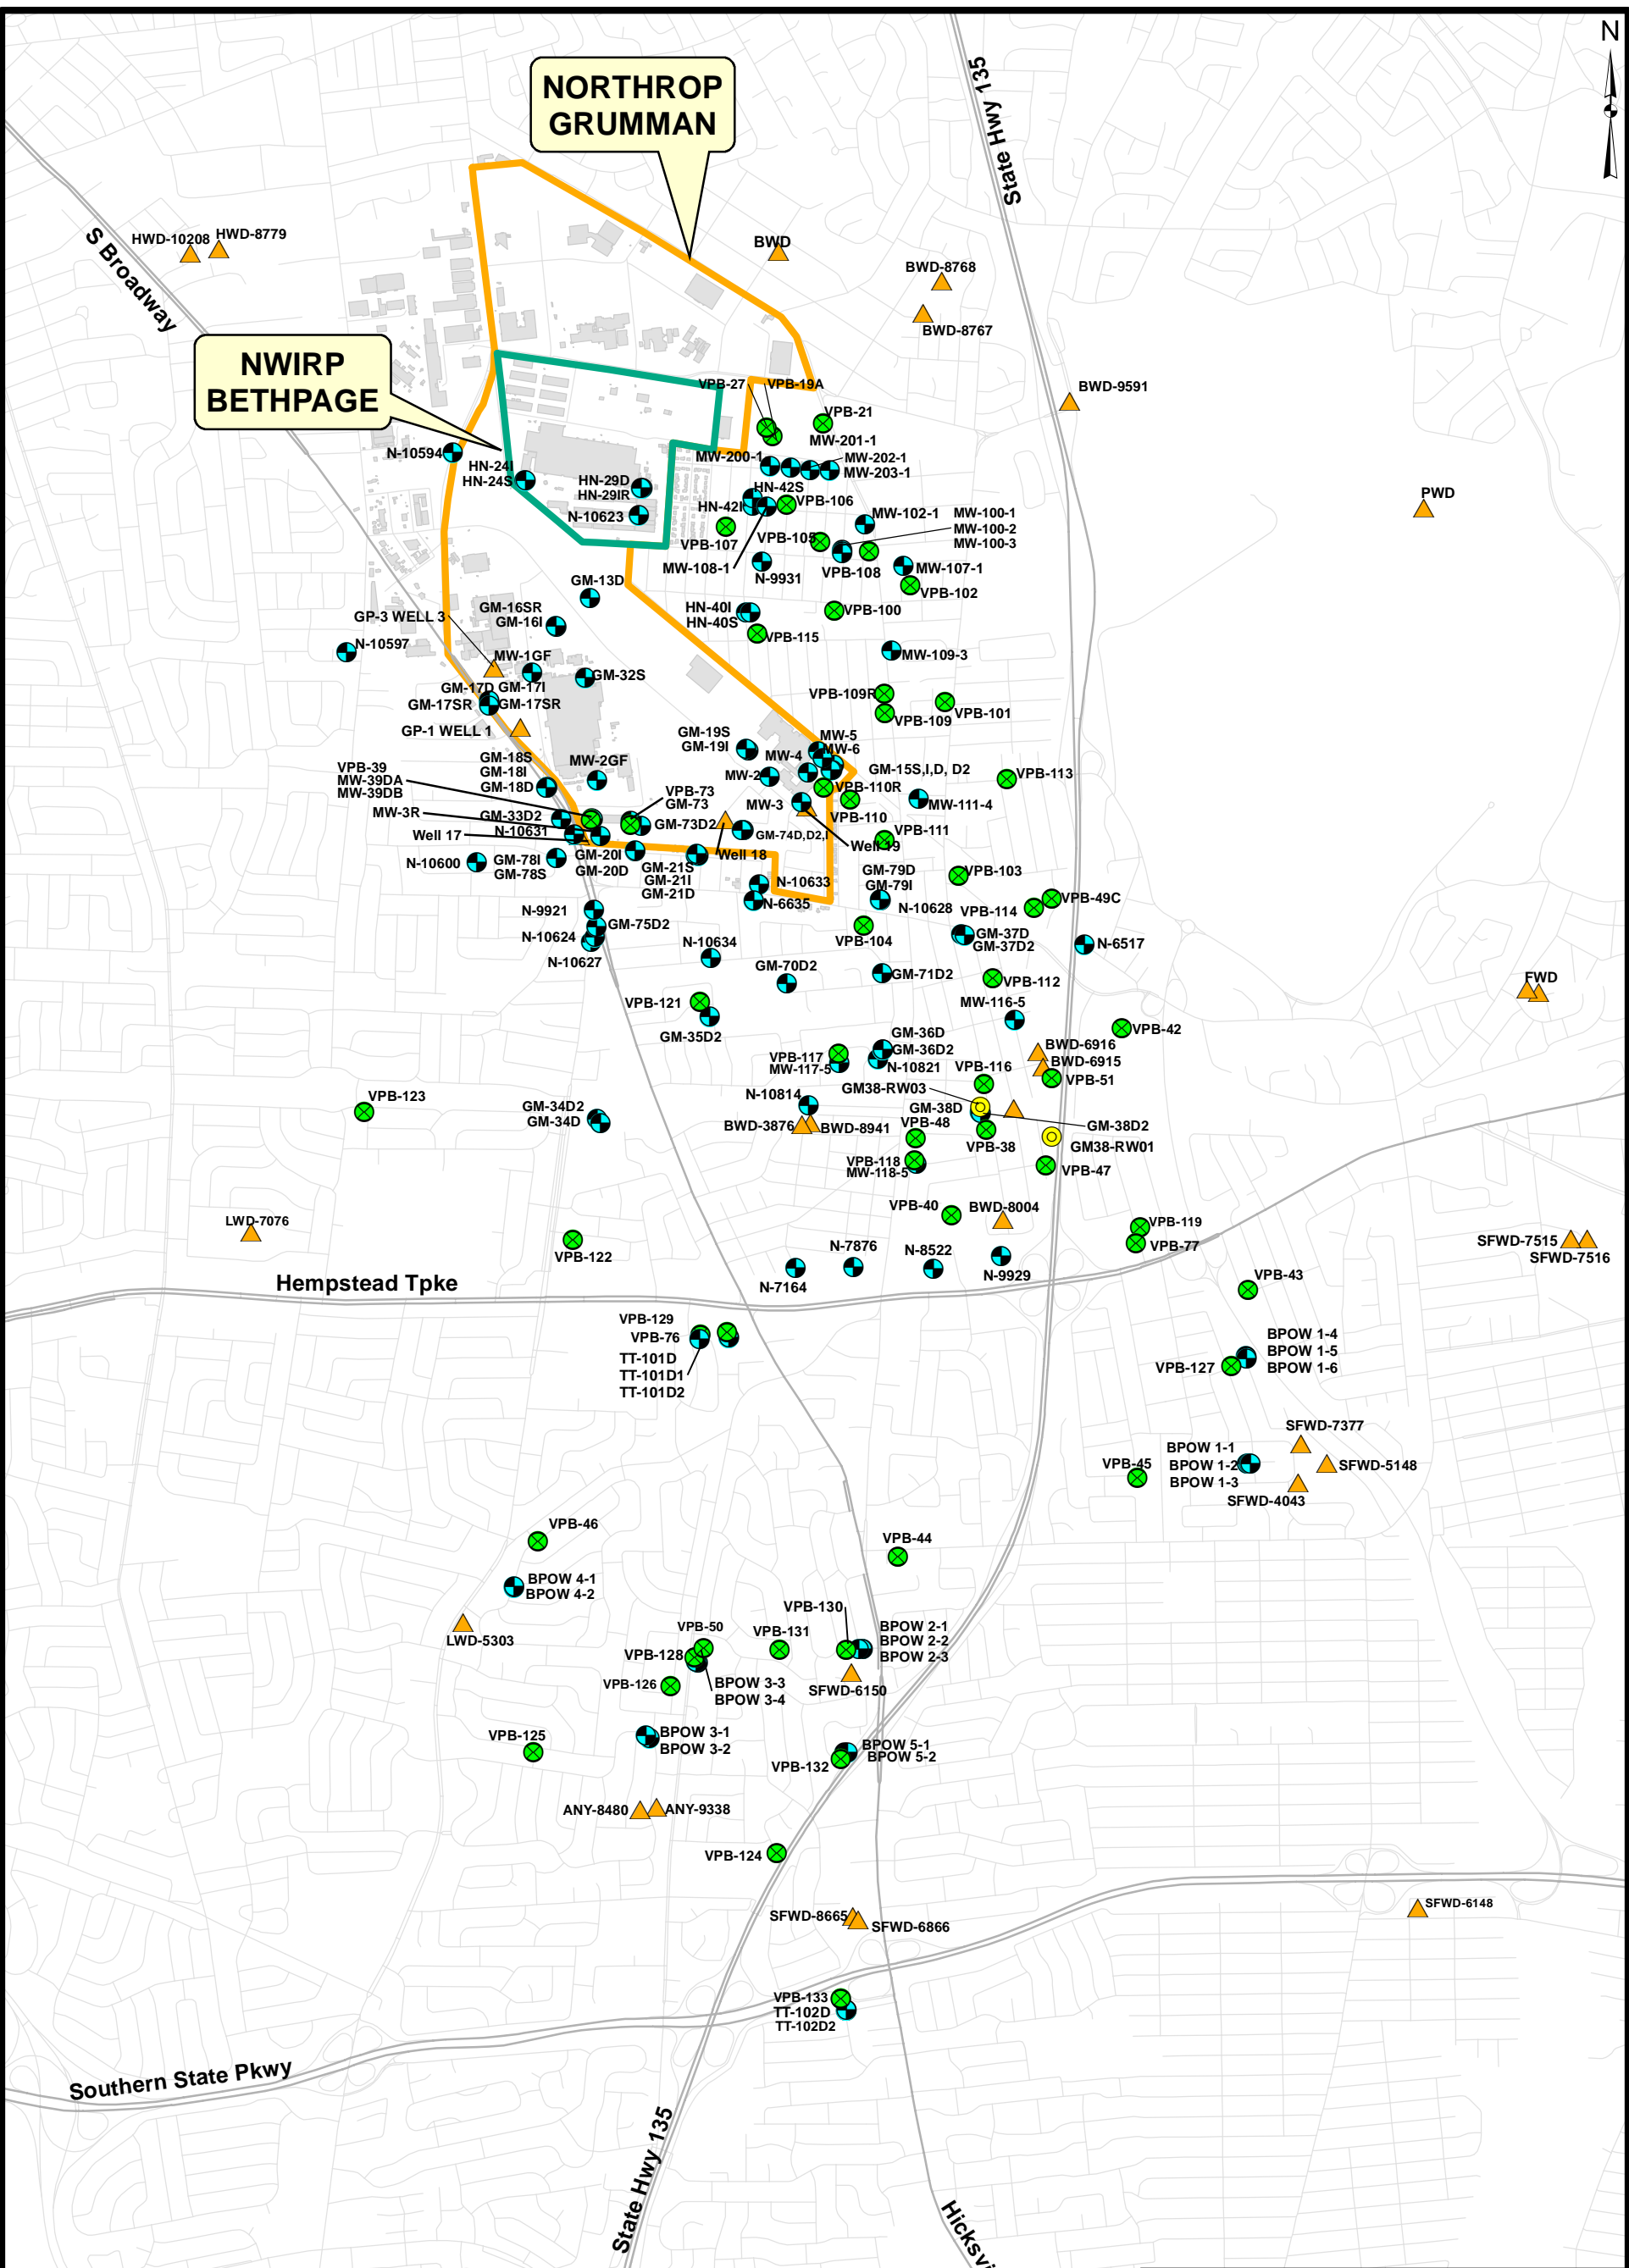 N
NORTHROP
GRUMMAN
State Hwy 135
S Broadway
HWD-10208
HWD-8779
BWD
BWD-8768
BWD-8767
NWIRP
BETHPAGE
BWD-9591
VPB-27
VPB-19A
VPB-21
N-10594
HN-24I
HN-24S
HN-29D
HN-29IR
N-10623
MW-200-1
MW-201-1
MW-202-1
MW-203-1
HN-42S
HN-42I
VPB-106
VPB-107
VPB-105
MW-102-1
MW-100-1
MW-100-2
MW-100-3
MW-108-1
N-9931
VPB-108
MW-107-1
VPB-102
PWD
GM-13D
GM-16SR
GM-16I
GP-3 WELL 3
N-10597
HN-40I
HN-40S
VPB-100
VPB-115
MW-109-3
MW-1GF
GM-32S
GM-17D
GM-17I
GM-17SR
GM-17SR
VPB-109R
VPB-109
VPB-101
GP-1 WELL 1
GM-19S
GM-19I
MW-5
MW-6
MW-4
MW-2
GM-15S,I,D, D2
VPB-113
VPB-39
MW-39DA
MW-39DB
GM-18S
GM-18I
GM-18D
MW-2GF
VPB-73
GM-73
MW-3
VPB-110R
VPB-110
MW-111-4
MW-3R
GM-33D2
GM-73D2
GM-74D,D2,I
VPB-111
Well 17
N-10631
Well 18
Well 19
N-10600
GM-78I
GM-78S
GM-20I
GM-20D
GM-21S
GM-21I
GM-21D
N-10633
N-6635
GM-79D
GM-79I
N-10628
VPB-103
VPB-49C
VPB-114
N-9921
GM-75D2
N-10624
N-10627
N-10634
VPB-104
GM-37D
GM-37D2
N-6517
GM-70D2
GM-71D2
VPB-112
FWD
VPB-121
GM-35D2
MW-116-5
VPB-42
GM-36D
GM-36D2
N-10821
VPB-117
MW-117-5
BWD-6916
BWD-6915
VPB-51
VPB-116
GM38-RW03
VPB-123
GM-34D2
GM-34D
N-10814
BWD-3876
BWD-8941
GM-38D
VPB-48
VPB-38
GM-38D2
GM38-RW01
VPB-118
MW-118-5
VPB-47
VPB-40
BWD-8004
LWD-7076
VPB-122
VPB-119
VPB-77
SFWD-7515
SFWD-7516
N-7164
N-7876
N-8522
N-9929
Hempstead Tpke
VPB-43
VPB-129
VPB-76
TT-101D
TT-101D1
TT-101D2
BPOW 1-4
BPOW 1-5
BPOW 1-6
VPB-127
SFWD-7377
BPOW 1-1
BPOW 1-2
BPOW 1-3
SFWD-5148
SFWD-4043
VPB-45
VPB-46
VPB-44
BPOW 4-1
BPOW 4-2
LWD-5303
VPB-130
VPB-50
VPB-131
BPOW 2-1
BPOW 2-2
BPOW 2-3
VPB-128
VPB-126
BPOW 3-3
BPOW 3-4
SFWD-6150
VPB-125
BPOW 3-1
BPOW 3-2
BPOW 5-1
BPOW 5-2
VPB-132
ANY-8480
ANY-9338
VPB-124
SFWD-8665
SFWD-6866
SFWD-6148
VPB-133
TT-102D
TT-102D2
Southern State Pkwy
State Hwy 135
Hicksvi